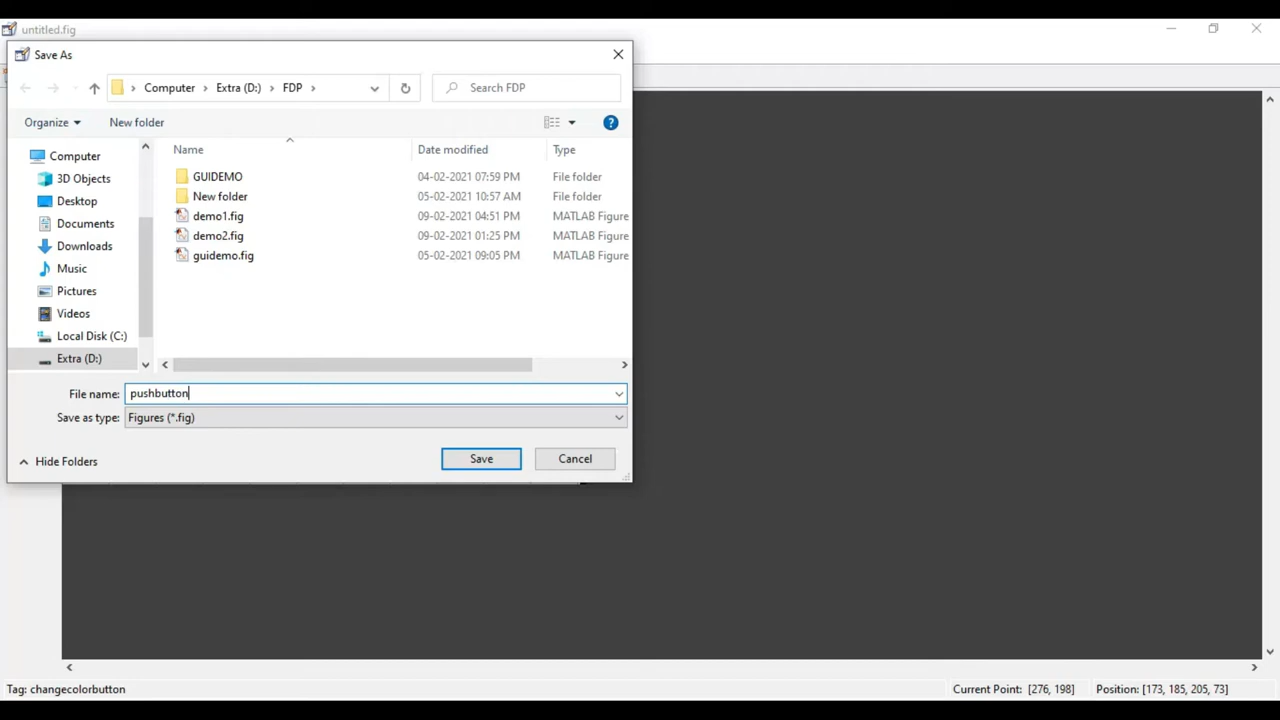 untitled.fig
Save As
Computer Extra (D:) FDP
Search FDP
Organize New folder
Name Date modified Type
Computer
3D Objects
Desktop
Documents
Downloads
Music
Pictures
Videos
Local Disk (C:)
Extra (D:)
GUIDEMO 04-02-2021 07:59 PM File folder
New folder 05-02-2021 10:57 AM File folder
demo1.fig 09-02-2021 04:51 PM MATLAB Figure
demo2.fig 09-02-2021 01:25 PM MATLAB Figure
guidemo.fig 05-02-2021 09:05 PM MATLAB Figure
File name: pushbutton
Save as type: Figures (*.fig)
Hide Folders
Save Cancel
Tag: changecolorbutton Current Point: [276, 198] Position: [173, 185, 205, 73]